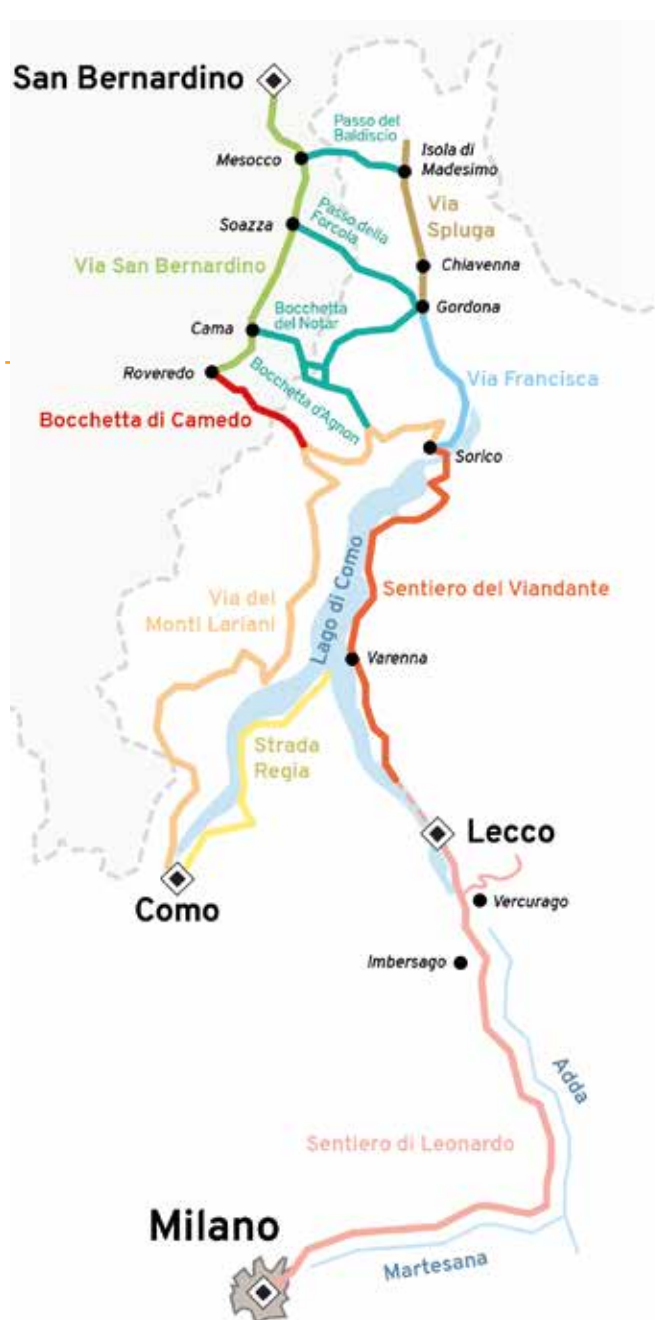 San Bernardino
Passo del
Baldiscio
Mesocco
Isola di
Madesimo
Passo della
Forcola
Via
Spluga
Soazza
Via San Bernardino
Chiavenna
Bocchetta
del Notar
Gordona
Cama
Roveredo
Bocchetta d'Agnon
Via Francisca
Bocchetta di Camedo
Sorico
Lago di Como
Via dei
Monti Lariani
Sentiero del Viandante
Varenna
Strada
Regia
Lecco
Como
Vercurago
Imbersago
Adda
Sentiero di Leonardo
Milano
Martesana